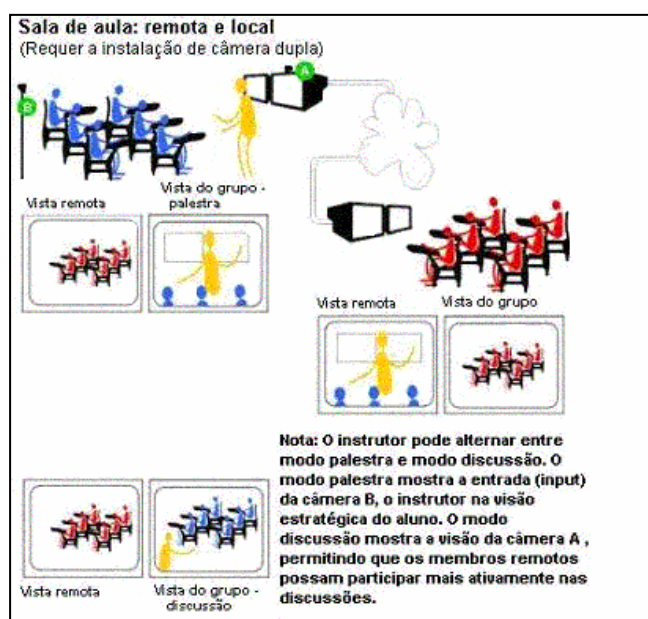 Sala de aula: remota e local
(Requer a instalação de câmera dupla)
A
B
Vista remota
Vista do grupo -
palestra
Vista remota
Vista do grupo
Nota: O instrutor pode alternar entre
modo palestra e modo discussão. O
modo palestra mostra a entrada (input)
da câmera B, o instrutor na visão
estratégica do aluno. O modo
discussão mostra a visão da câmera A ,
permitindo que os membros remotos
possam participar mais ativamente nas
discussões.
Vista remota
Vista do grupo -
discussão